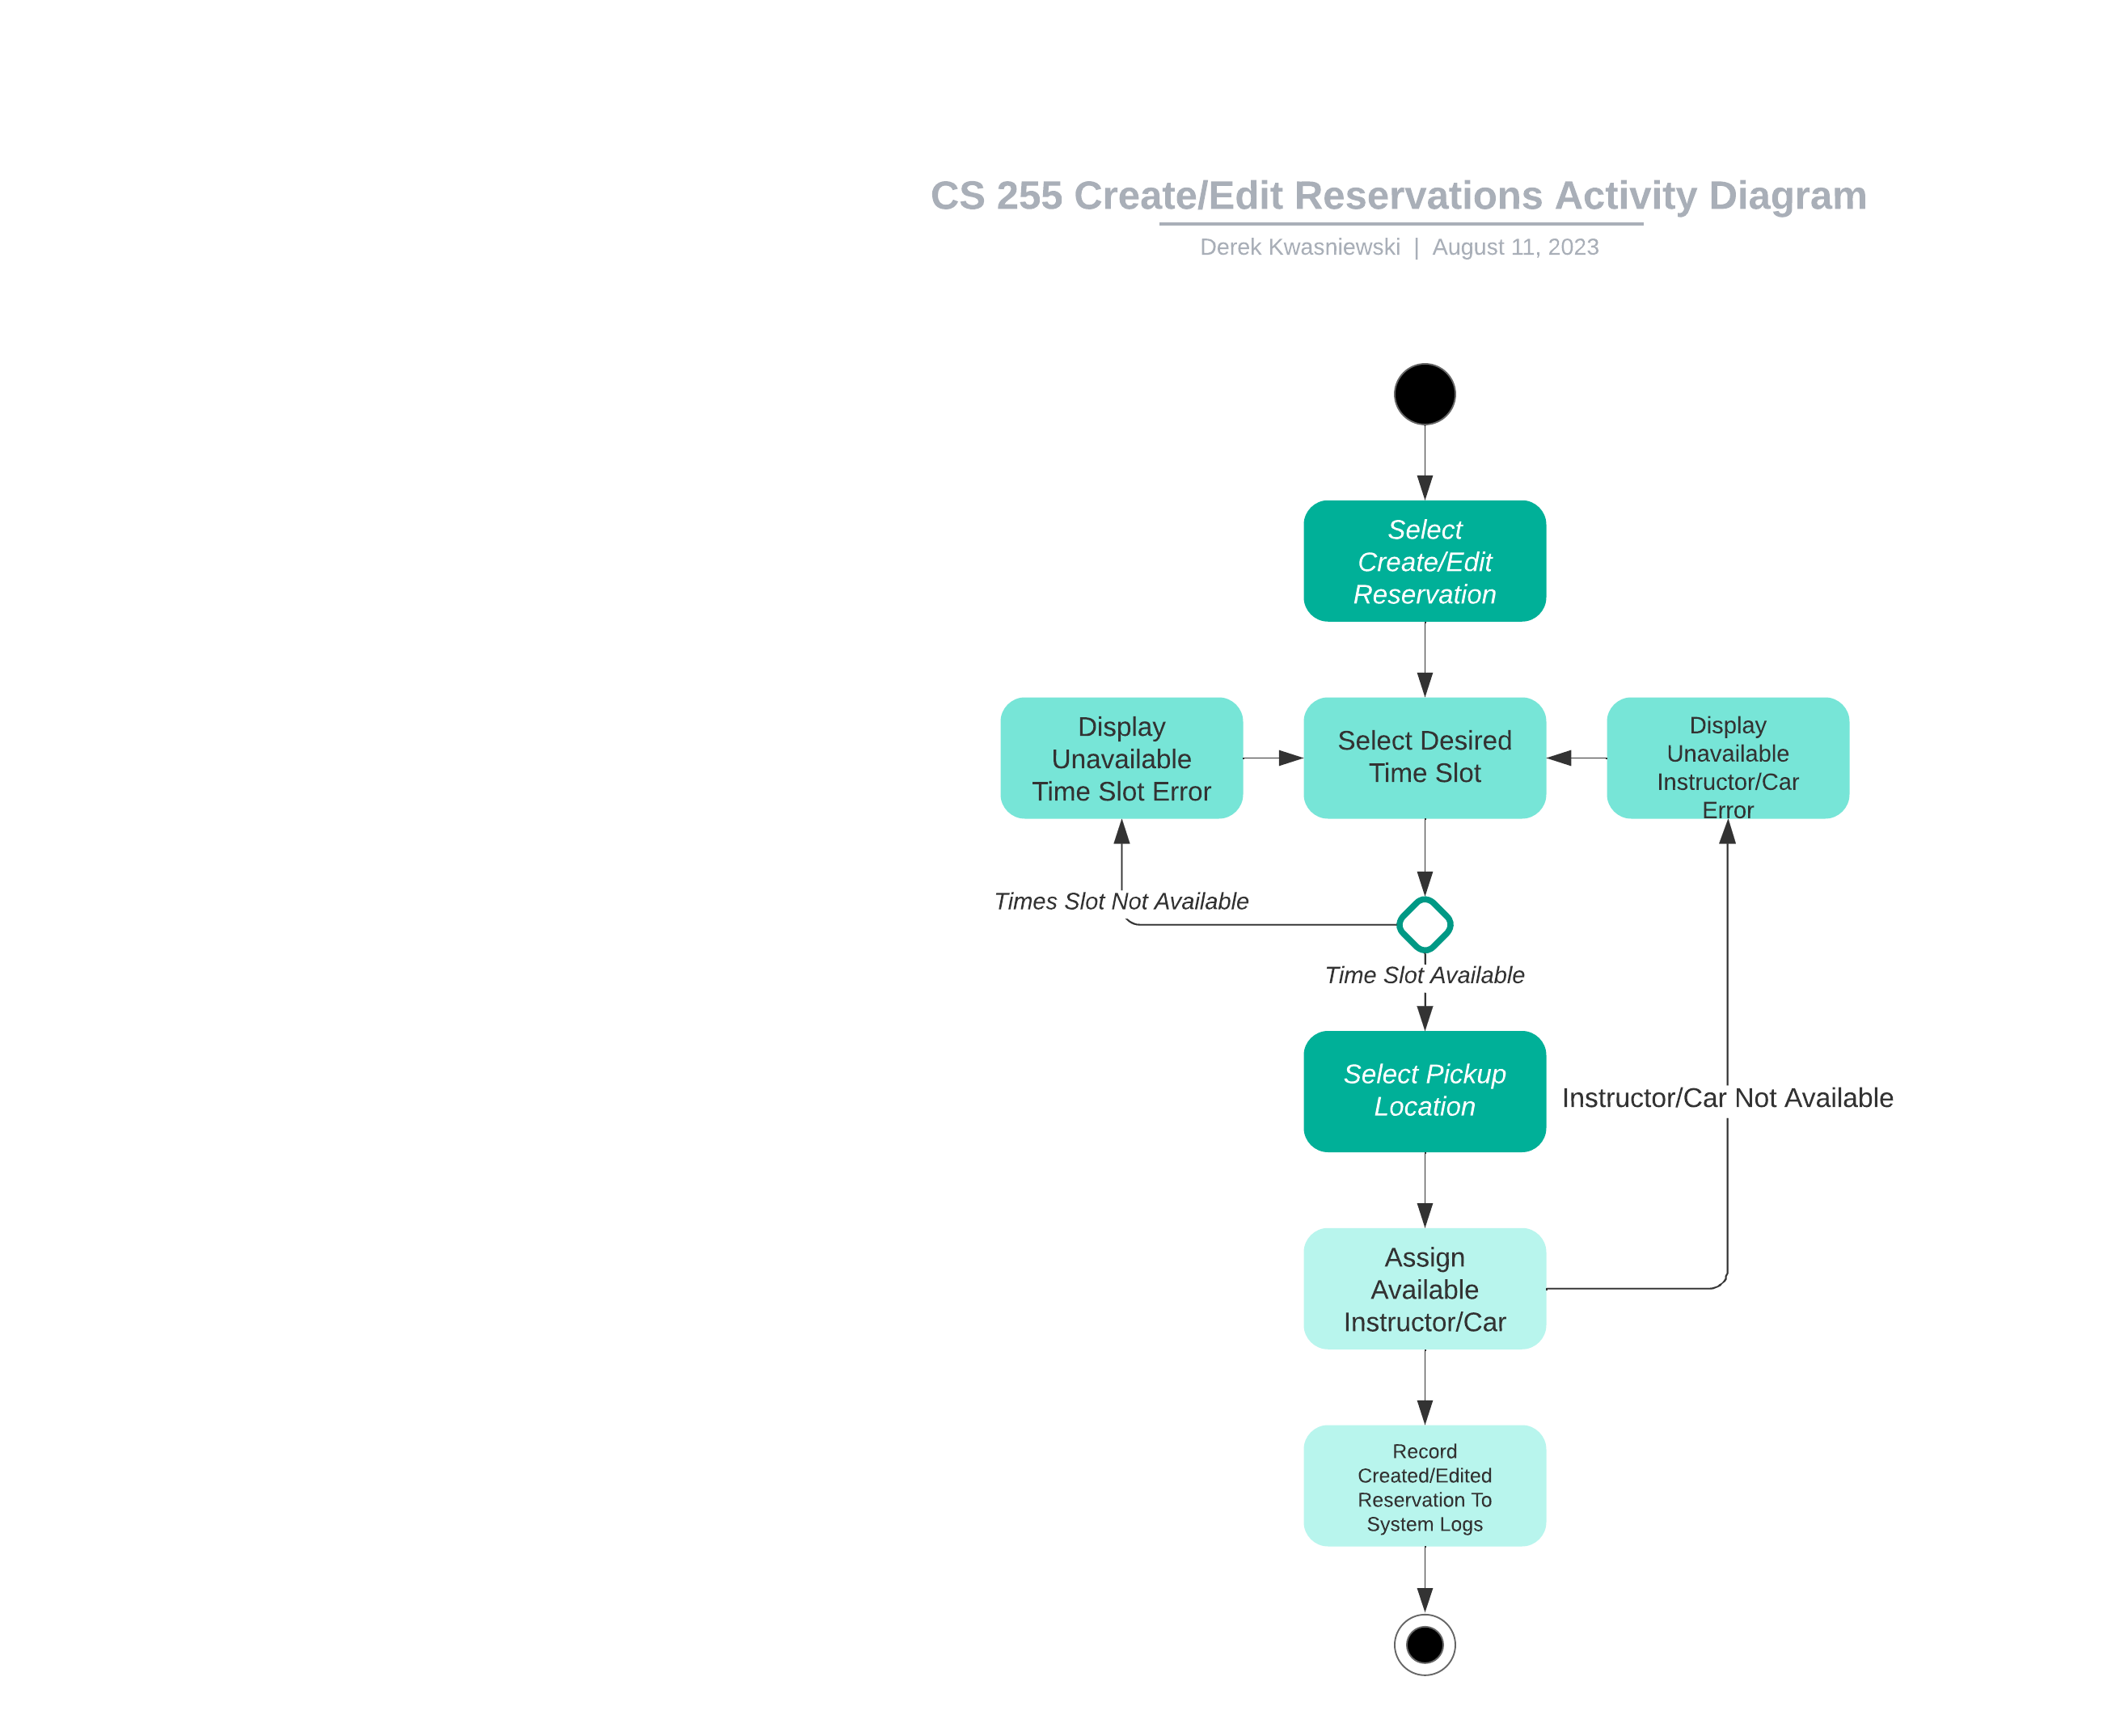 CS 255 Create/Edit Reservations Activity Diagram
Derek Kwasniewski | August 11, 2023
Select
Create/Edit
Reservation
Display
Unavailable
Time Slot Error
Select Desired
Time Slot
Display
Unavailable
Instructor/Car
Error
Times Slot Not Available
Time Slot Available
Select Pickup
Location
Instructor/Car Not Available
Assign
Available
Instructor/Car
Record
Created/Edited
Reservation To
System Logs